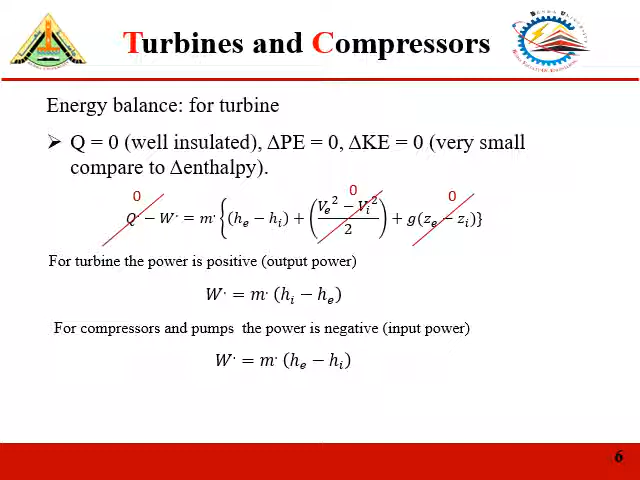 Turbines and Compressors
Energy balance: for turbine
➢ Q = 0 (well insulated), ΔPE = 0, ΔKE = 0 (very small
compare to Δenthalpy).
0 0 0
Q˙ − W˙ = m˙ {(hₑ − hᵢ) + ((Vₑ² − Vᵢ²)/2) + g(zₑ − zᵢ)}
For turbine the power is positive (output power)
W˙ = m˙ (hᵢ − hₑ)
For compressors and pumps the power is negative (input power)
W˙ = m˙ (hₑ − hᵢ)
6